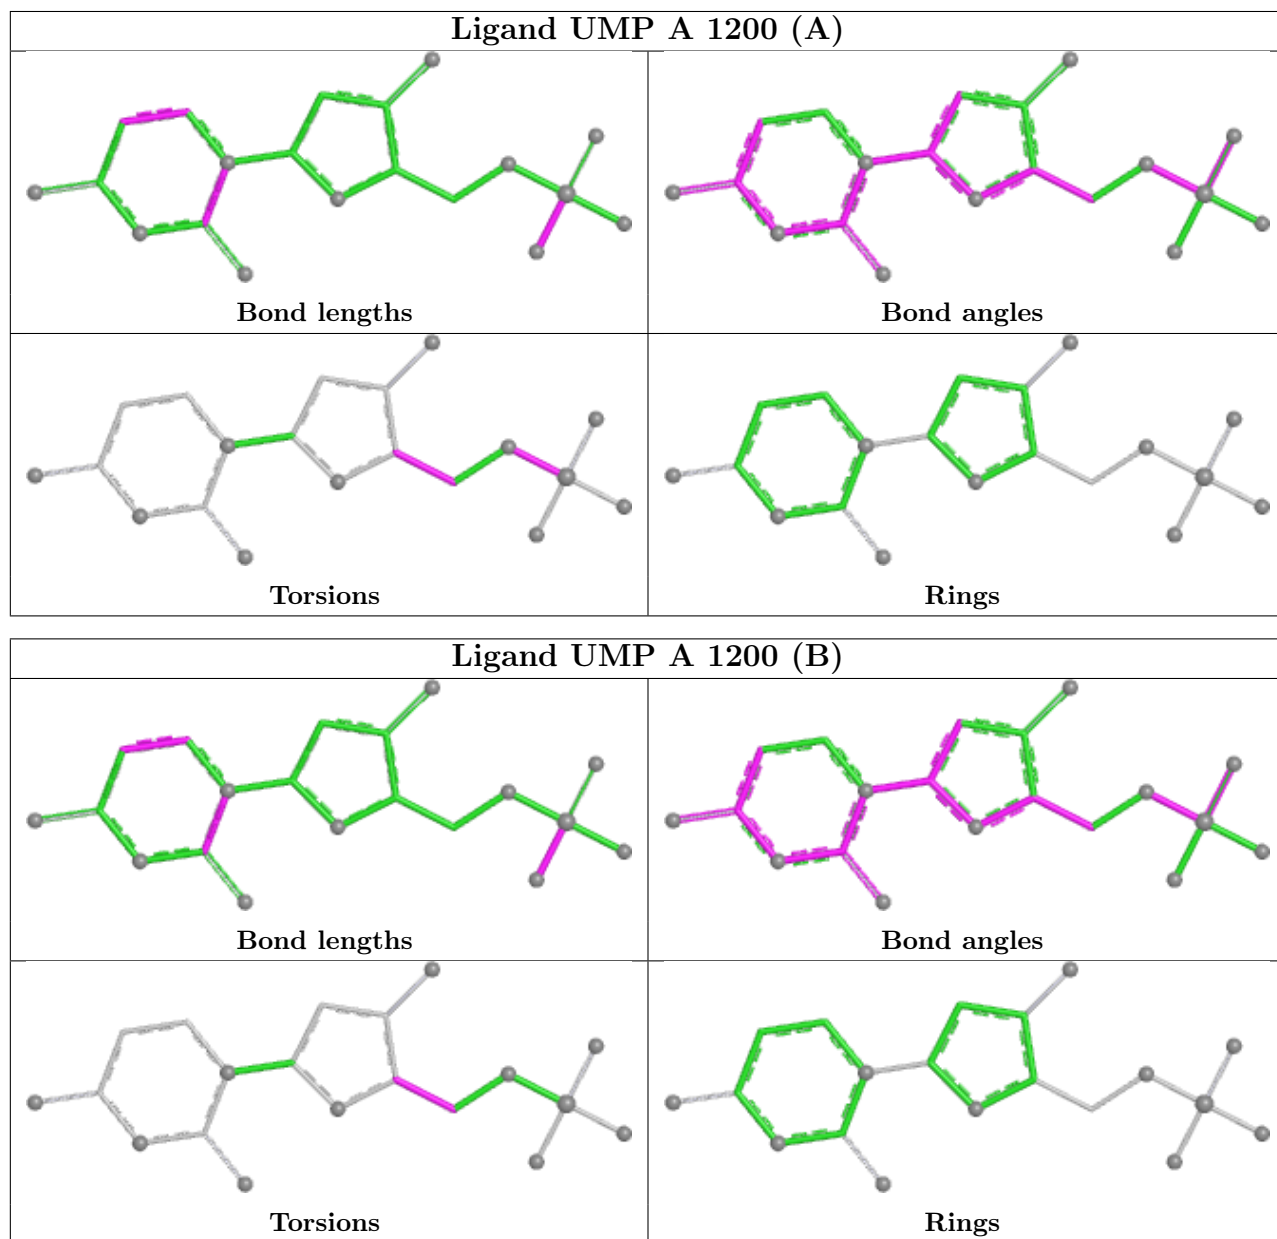 Ligand UMP A 1200 (A)
Bond lengths
Bond angles
Torsions
Rings
Ligand UMP A 1200 (B)
Bond lengths
Bond angles
Torsions
Rings